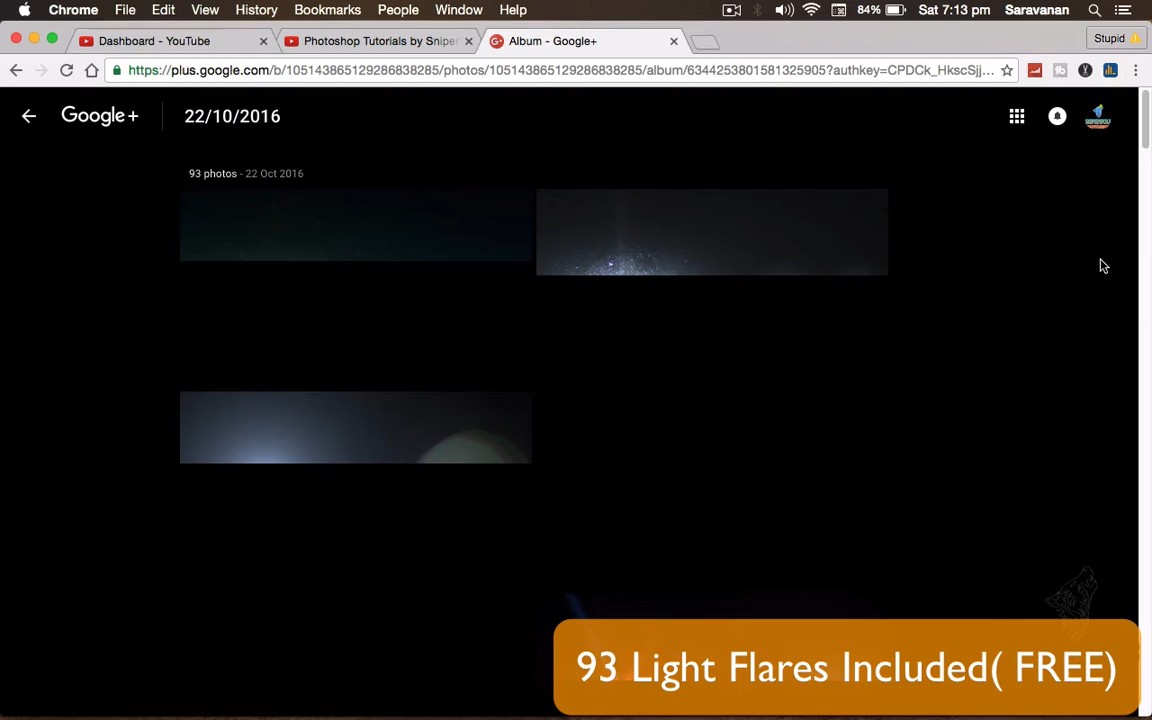 Chrome File Edit View History Bookmarks People Window Help 84% Sat 7:13 pm Saravanan
Dashboard - YouTube Photoshop Tutorials by Sniper Album - Google+ Stupid
https://plus.google.com/b/105143865129286838285/photos/105143865129286838285/album/6344253801581325905?authkey=CPDCk_HkscSjj...
Google+ 22/10/2016
93 photos - 22 Oct 2016
93 Light Flares Included( FREE)